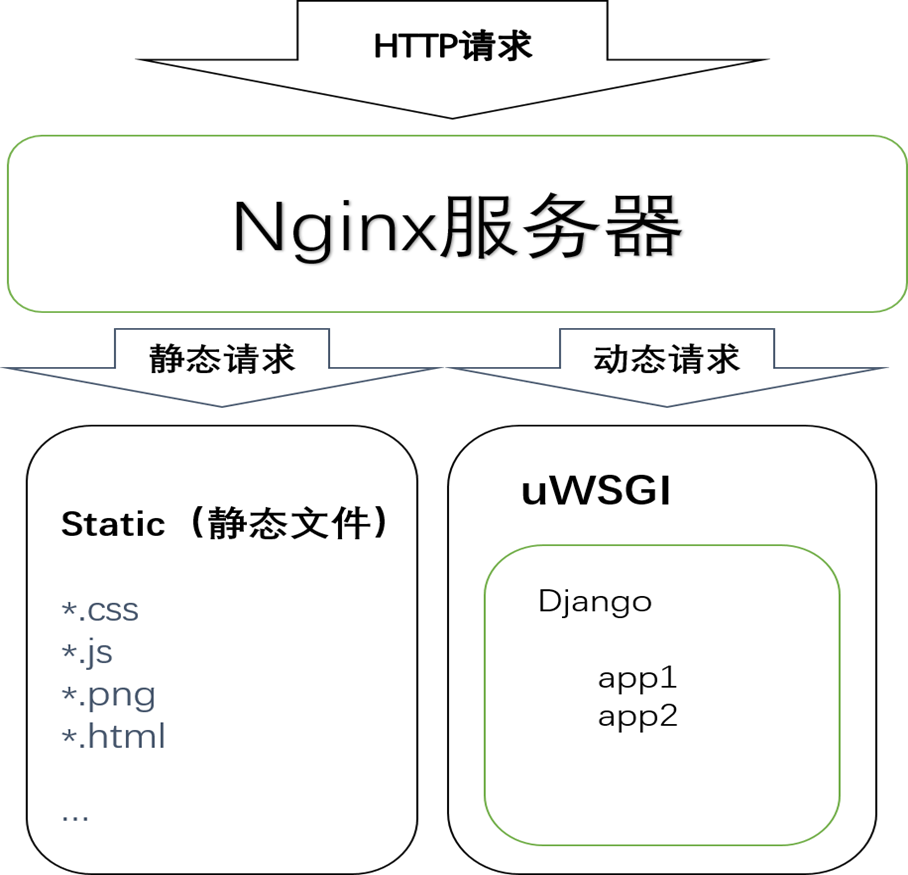 HTTP请求
Nginx服务器
静态请求
动态请求
Static（静态文件）
*.css
*.js
*.png
*.html
...
uWSGI
Django
app1
app2